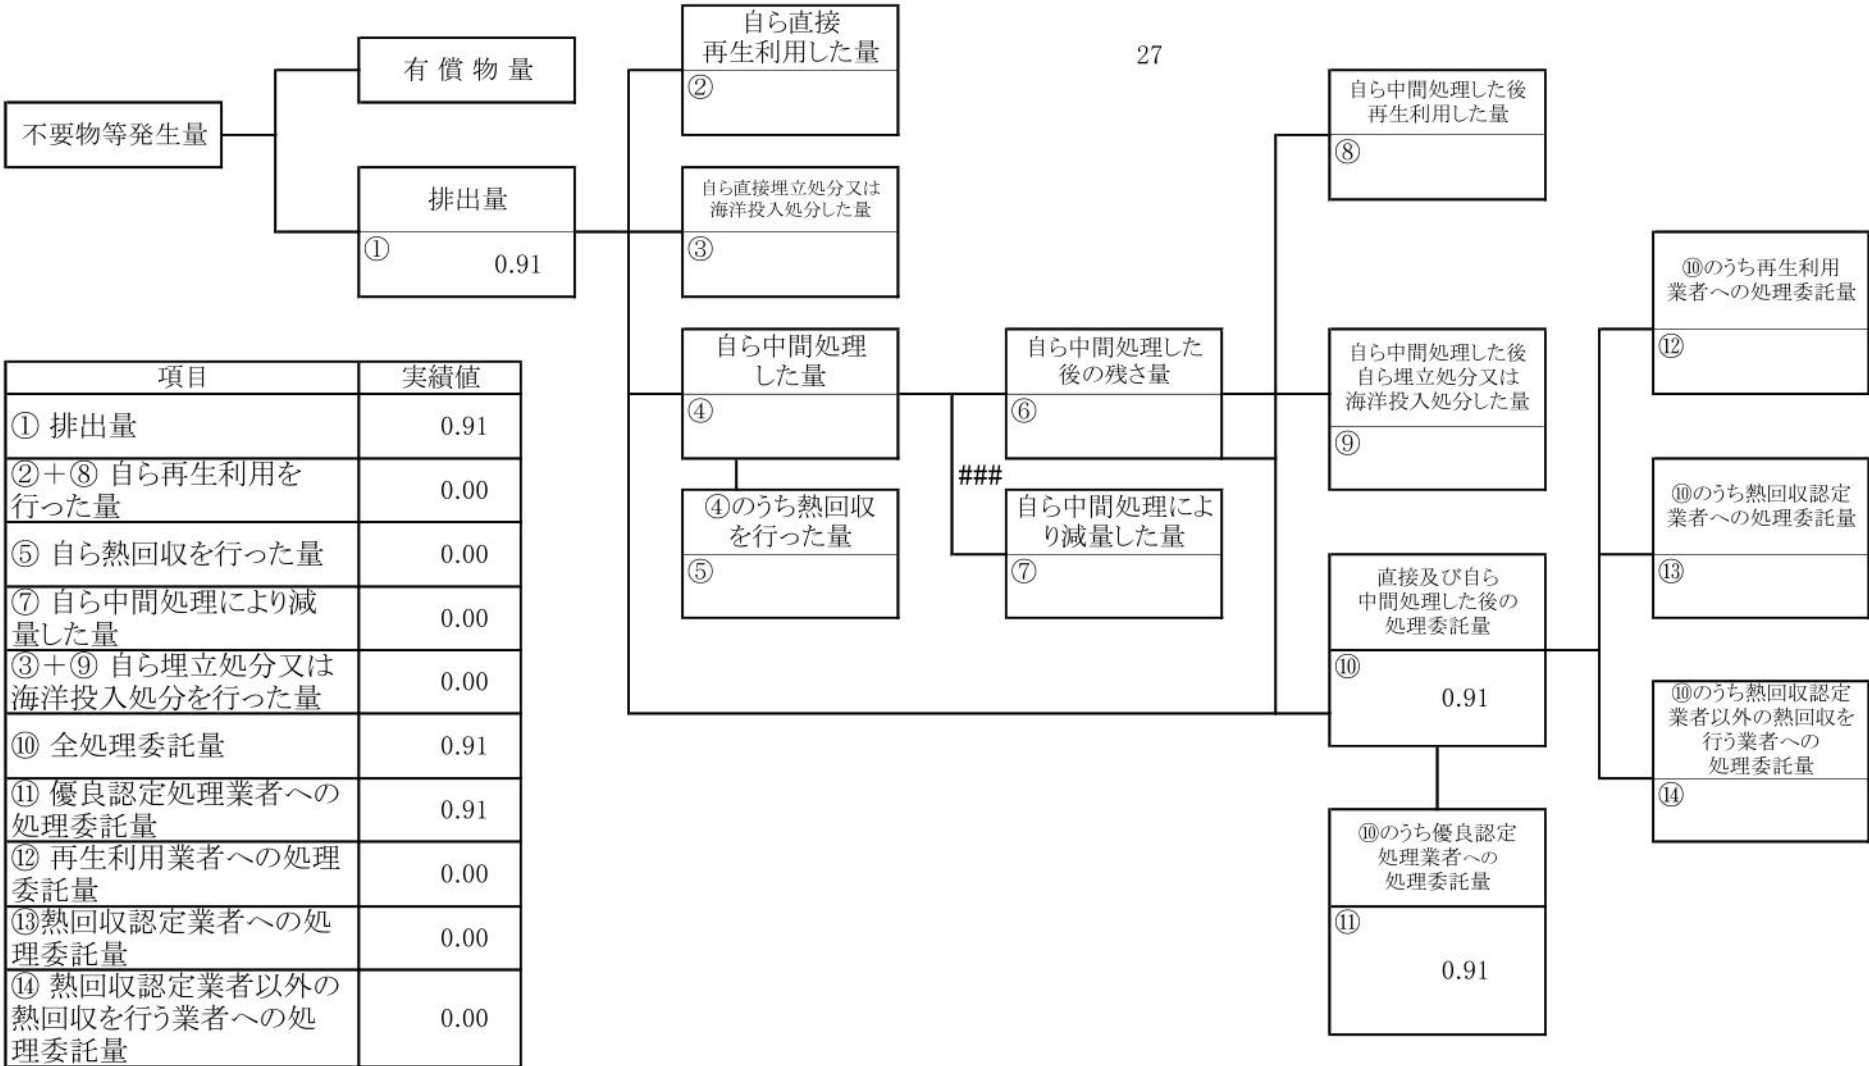 不要物等発生量
有 償 物 量
排出量
①
0.91
自ら直接
再生利用した量
②
自ら直接埋立処分又は
海洋投入処分した量
③
自ら中間処理
した量
④
④のうち熱回収
を行った量
⑤
27
自ら中間処理した
後の残さ量
⑥
###
自ら中間処理によ
り減量した量
⑦
自ら中間処理した後
再生利用した量
⑧
自ら中間処理した後
自ら埋立処分又は
海洋投入処分した量
⑨
直接及び自ら
中間処理した後の
処理委託量
⑩
0.91
⑩のうち優良認定
処理業者への
処理委託量
⑪
0.91
⑩のうち再生利用
業者への処理委託量
⑫
⑩のうち熱回収認定
業者への処理委託量
⑬
⑩のうち熱回収認定
業者以外の熱回収を
行う業者への
処理委託量
⑭
項目 実績値
① 排出量 0.91
②＋⑧ 自ら再生利用を
行った量 0.00
⑤ 自ら熱回収を行った量 0.00
⑦ 自ら中間処理により減
量した量 0.00
③＋⑨ 自ら埋立処分又は
海洋投入処分を行った量 0.00
⑩ 全処理委託量 0.91
⑪ 優良認定処理業者への
処理委託量 0.91
⑫ 再生利用業者への処理
委託量 0.00
⑬熱回収認定業者への処
理委託量 0.00
⑭ 熱回収認定業者以外の
熱回収を行う業者への処
理委託量 0.00